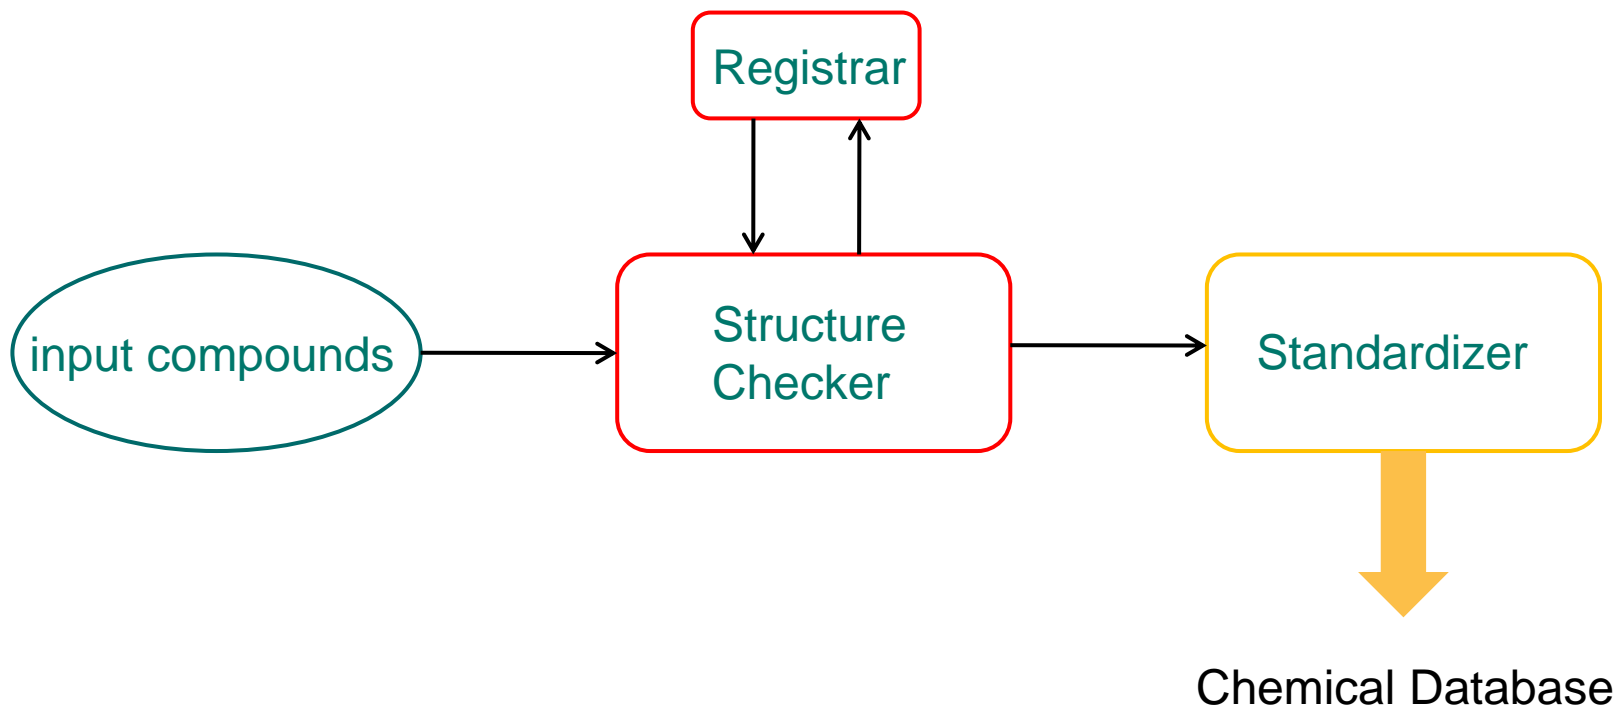 Registrar
input compounds
Structure
Checker
Standardizer
Chemical Database